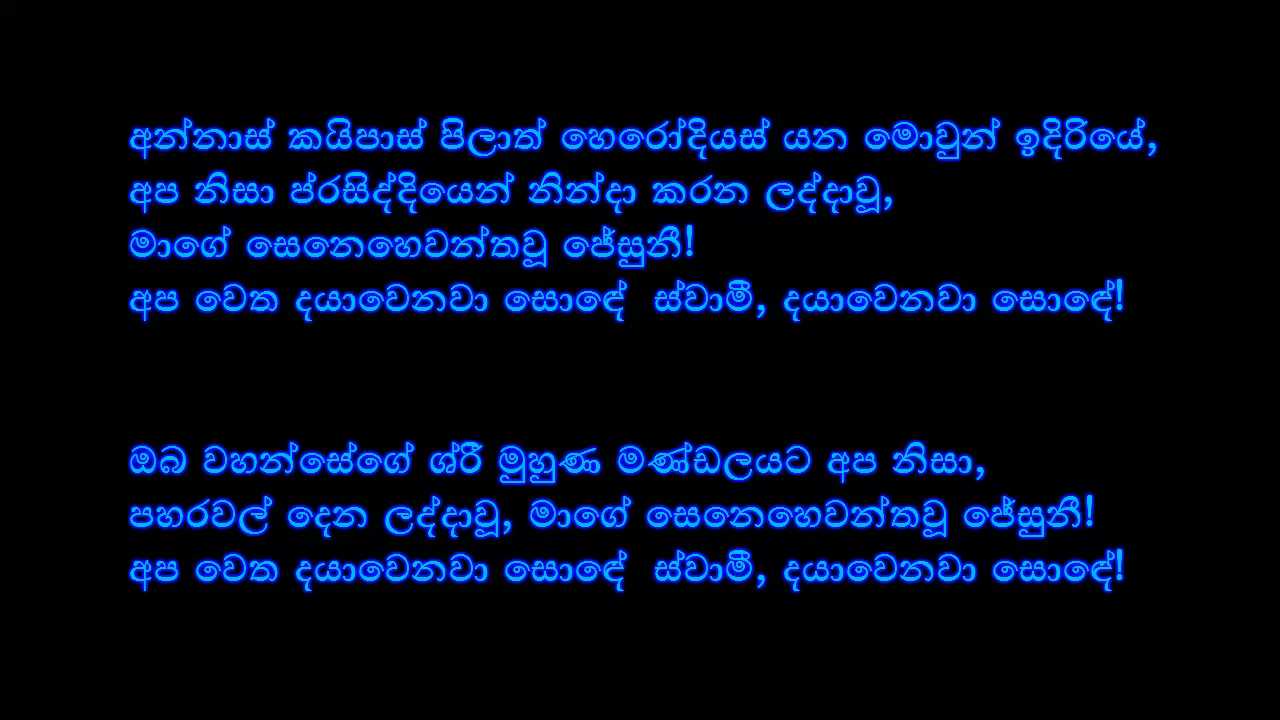 අන්නාස් කයිපාස් පිලාත් හෙරෝදියස් යන මොවුන් ඉදිරියේ,
අප නිසා ප්රසිද්දියෙන් නින්දා කරන ලද්දාවූ,
මාගේ සෙනෙහෙවන්තවූ ජේසුනී!
අප වෙත දයාවෙනවා සොඳේ ස්වාමී, දයාවෙනවා සොඳේ!
ඔබ වහන්සේගේ ශ්රී මුහුණ මණ්ඩලයට අප නිසා,
පහරවල් දෙන ලද්දාවූ, මාගේ සෙනෙහෙවන්තවූ ජේසුනී!
අප වෙත දයාවෙනවා සොඳේ ස්වාමී, දයාවෙනවා සොඳේ!